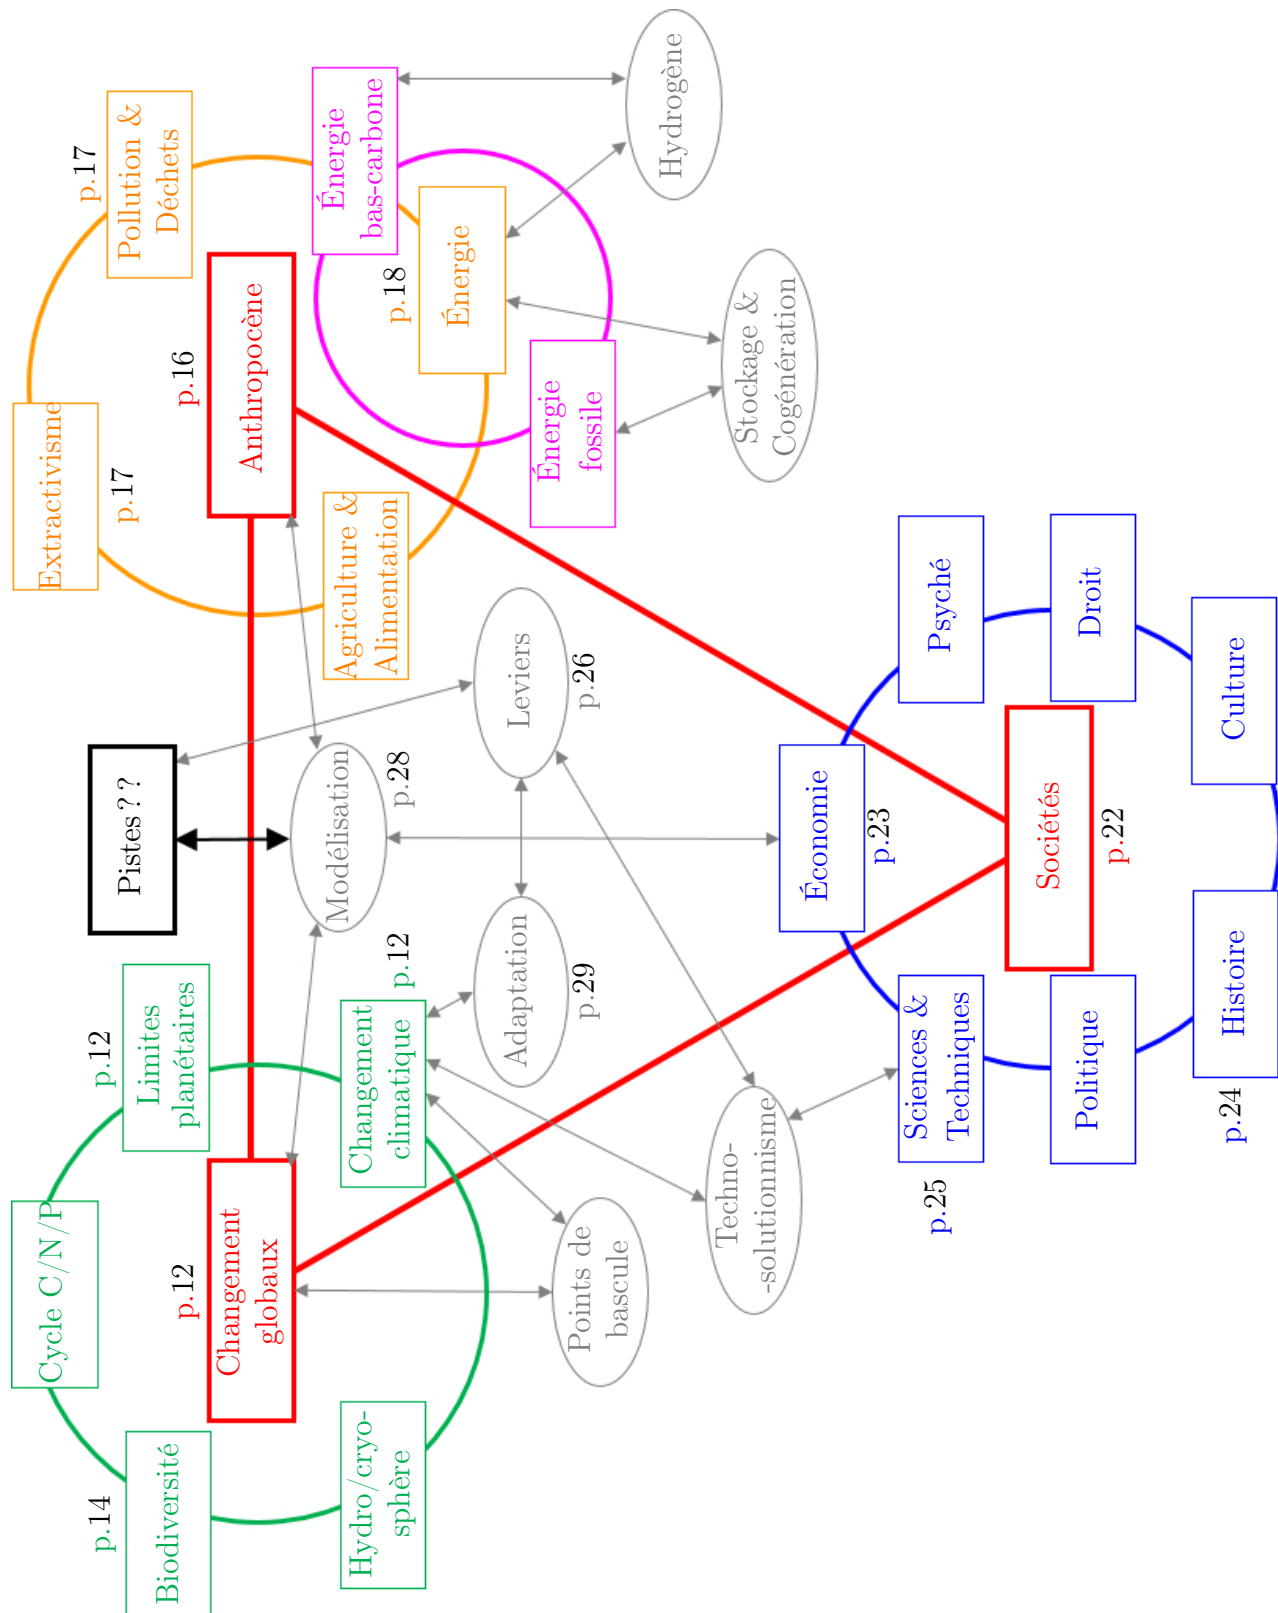 Cycle C/N/P
Extractivisme
p.17
p.14
Biodiversité
p.12
Limites
planétaires
Pistes??
p.17
Pollution &
Déchets
p.12
Changement
globaux
p.16
Anthropocène
Hydro/cryo-
sphère
Changement
climatique
p.12
Modélisation
p.28
Agriculture &
Alimentation
Énergie
bas-carbone
p.18
Énergie
Points de
bascule
Adaptation
p.29
Leviers
p.26
Énergie
fossile
Hydrogène
Techno-
-solutionnisme
Stockage &
Cogénération
Économie
p.23
p.25
Sciences &
Techniques
Psyché
Sociétés
p.22
Politique
Droit
p.24
Histoire
Culture